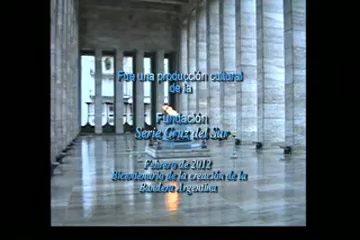 Fue una producción cultural
de la
Fundación
Serie Cruz del Sur
Febrero de 2012
Bicentenario de la creación de la
Bandera Argentina